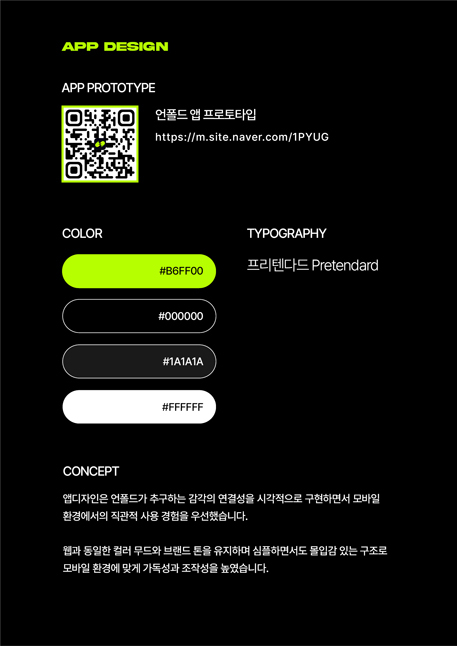 APP DESIGN
APP PROTOTYPE
언폴드 앱 프로토타입
https://m.site.naver.com/1PYUG
COLOR
#B6FF00
#000000
#1A1A1A
#FFFFFF
TYPOGRAPHY
프리텐다드 Pretendard
CONCEPT
앱디자인은 언폴드가 추구하는 감각의 연결성을 시각적으로 구현하면서 모바일
환경에서의 직관적 사용 경험을 우선했습니다.
웹과 동일한 컬러 무드와 브랜드 톤을 유지하며 심플하면서도 몰입감 있는 구조로
모바일 환경에 맞게 가독성과 조작성을 높였습니다.